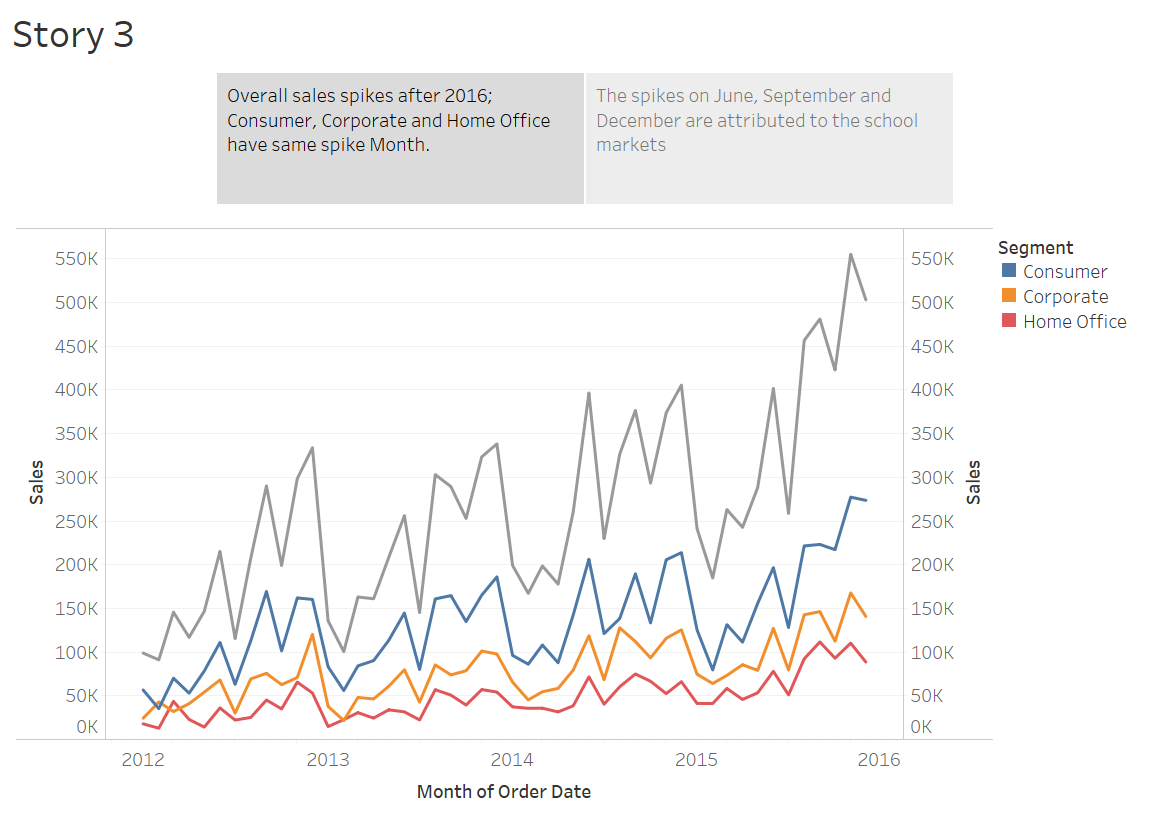 Story 3
Overall sales spikes after 2016;
Consumer, Corporate and Home Office
have same spike Month.
The spikes on June, September and
December are attributed to the school
markets
550K
500K
450K
400K
350K
300K
250K
200K
150K
100K
50K
0K
Sales
550K
500K
450K
400K
350K
300K
250K
200K
150K
100K
50K
0K
Sales
2012
2013
2014
2015
2016
Month of Order Date
Segment
Consumer
Corporate
Home Office